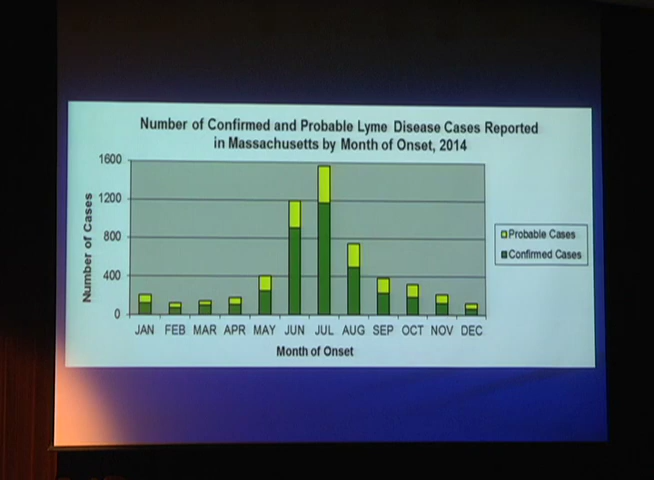 Number of Confirmed and Probable Lyme Disease Cases Reported
in Massachusetts by Month of Onset, 2014
Number of Cases
1600
1200
800
400
0
JAN FEB MAR APR MAY JUN JUL AUG SEP OCT NOV DEC
Month of Onset
Probable Cases
Confirmed Cases